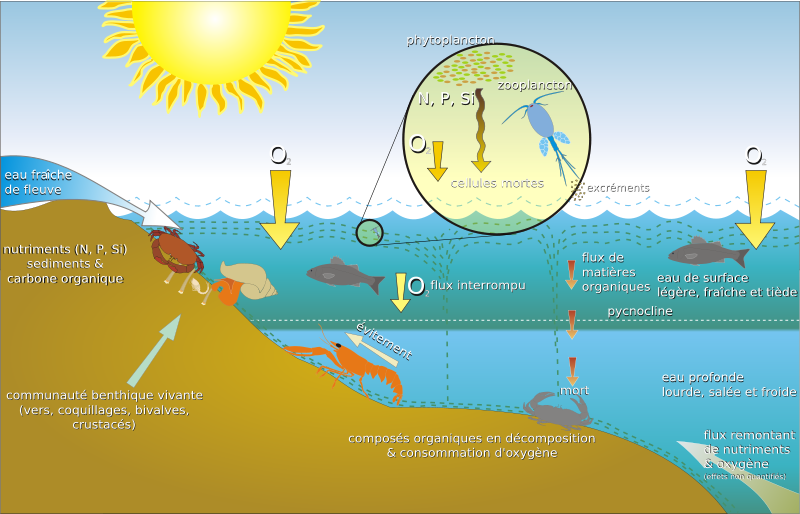 phytoplancton
zooplancton
N, P, Si
O2
cellules mortes
excréments
O2
O2
eau fraîche
de fleuve
nutriments (N, P, Si)
sediments &
carbone organique
O2 flux interrompu
flux de
matières
organiques
eau de surface
légère, fraîche et tiède
pycnocline
évitement
eau profonde
lourde, salée et froide
mort
communauté benthique vivante
(vers, coquillages, bivalves,
crustacés)
composés organiques en décomposition
& consommation d'oxygène
flux remontant
de nutriments
& oxygène
(effets non quantifiés)